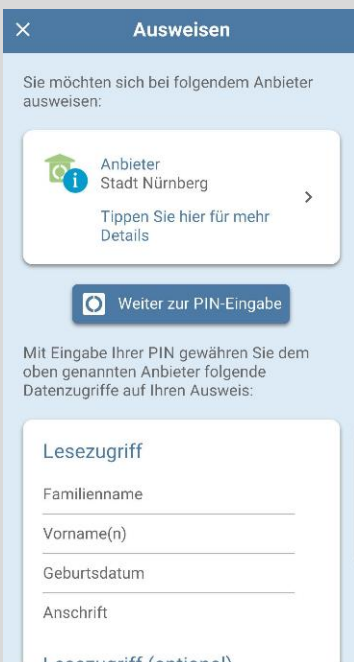 Ausweisen
Sie möchten sich bei folgendem Anbieter
ausweisen:
Anbieter
Stadt Nürnberg
Tippen Sie hier für mehr
Details
Weiter zur PIN-Eingabe
Mit Eingabe Ihrer PIN gewähren Sie dem
oben genannten Anbieter folgende
Datenzugriffe auf Ihren Ausweis:
Lesezugriff
Familienname
Vorname(n)
Geburtsdatum
Anschrift
Lesezugriff (optional)